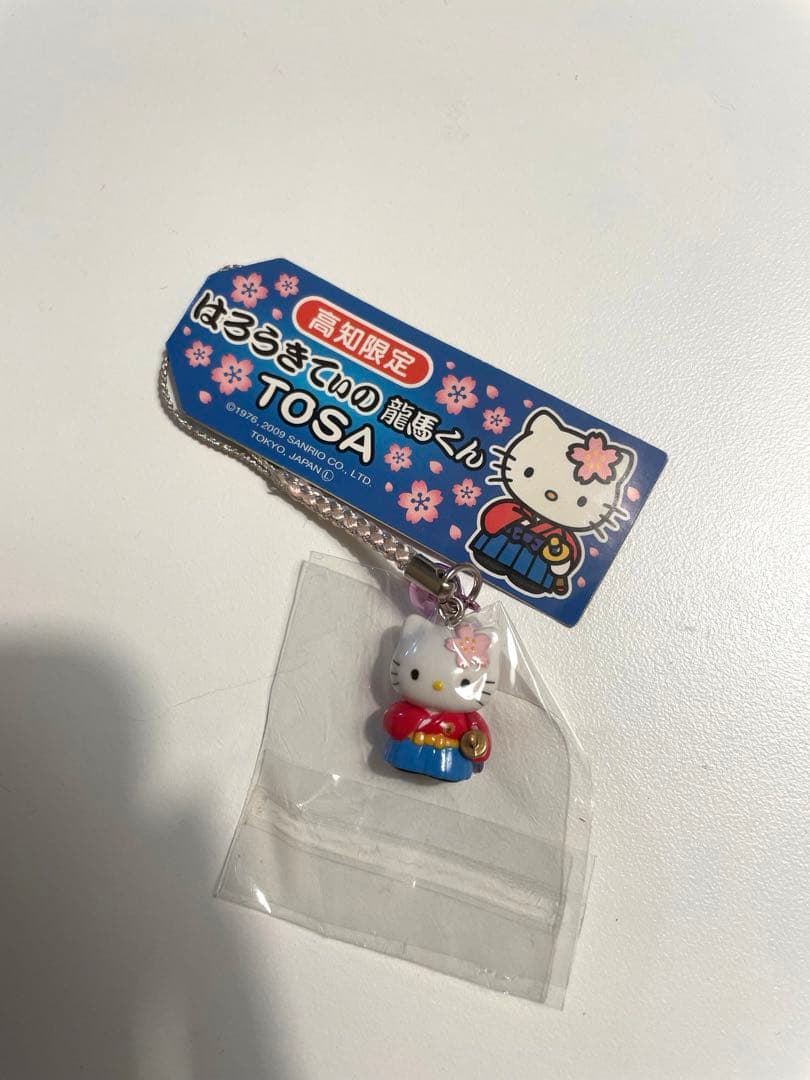 高知限定
はろうきてぃの龍馬くん
TOSA
©1976, 2009 SANRIO CO., LTD.
TOKYO, JAPAN Ⓛ